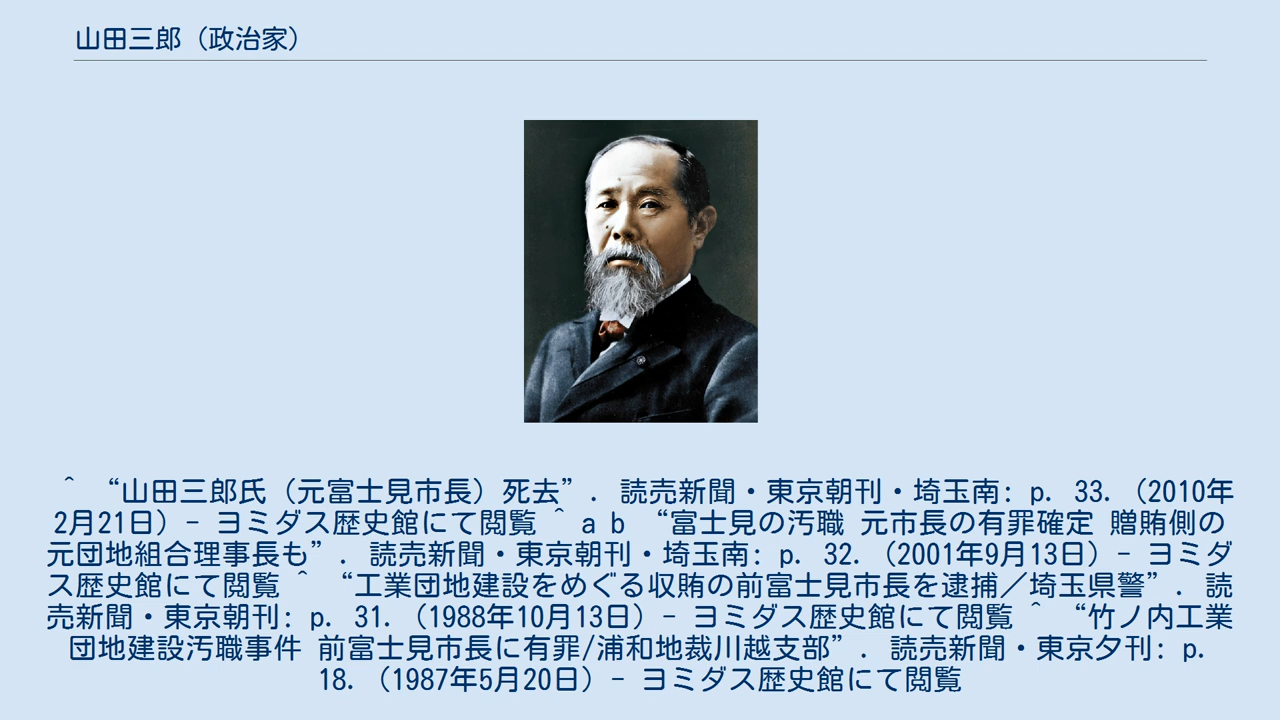 山田三郎（政治家）
^ “山田三郎氏（元富士見市長）死去”. 読売新聞・東京朝刊・埼玉南: p. 33. （2010年
2月21日）- ヨミダス歴史館にて閲覧 ^ a b “富士見の汚職 元市長の有罪確定 贈賄側の
元団地組合理事長も”. 読売新聞・東京朝刊・埼玉南: p. 32. （2001年9月13日）- ヨミダ
ス歴史館にて閲覧 ^ “工業団地建設をめぐる収賄の前富士見市長を逮捕／埼玉県警”. 読
売新聞・東京朝刊: p. 31. （1988年10月13日）- ヨミダス歴史館にて閲覧 ^ “竹ノ内工業
団地建設汚職事件 前富士見市長に有罪/浦和地裁川越支部”. 読売新聞・東京夕刊: p.
18. （1987年5月20日）- ヨミダス歴史館にて閲覧